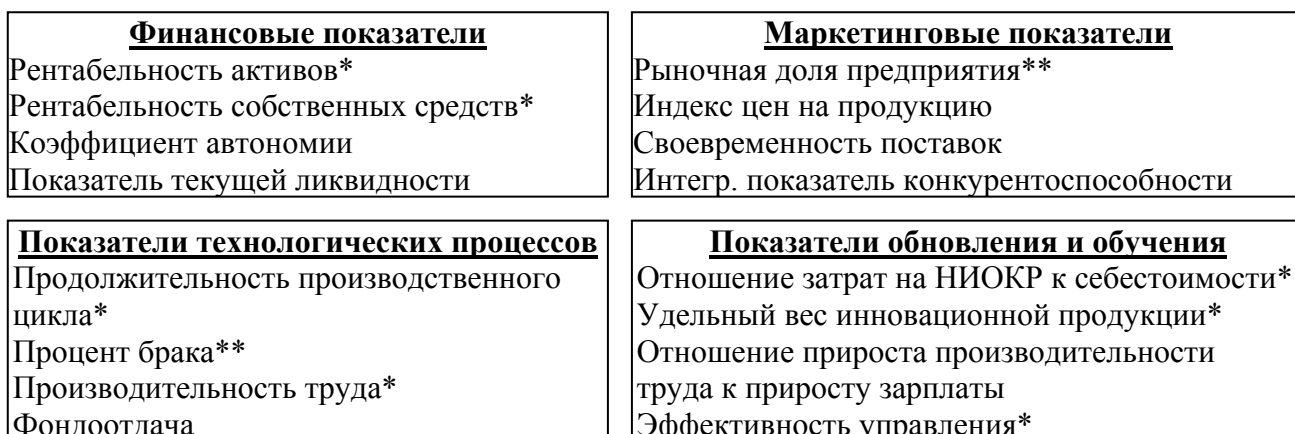 Финансовые показатели
Рентабельность активов*
Рентабельность собственных средств*
Коэффициент автономии
Показатель текущей ликвидности
Маркетинговые показатели
Рыночная доля предприятия**
Индекс цен на продукцию
Своевременность поставок
Интегр. показатель конкурентоспособности
Показатели технологических процессов
Продолжительность производственного
цикла*
Процент брака**
Производительность труда*
Фондоотдача
Показатели обновления и обучения
Отношение затрат на НИОКР к себестоимости*
Удельный вес инновационной продукции*
Отношение прироста производительности
труда к приросту зарплаты
Эффективность управления*